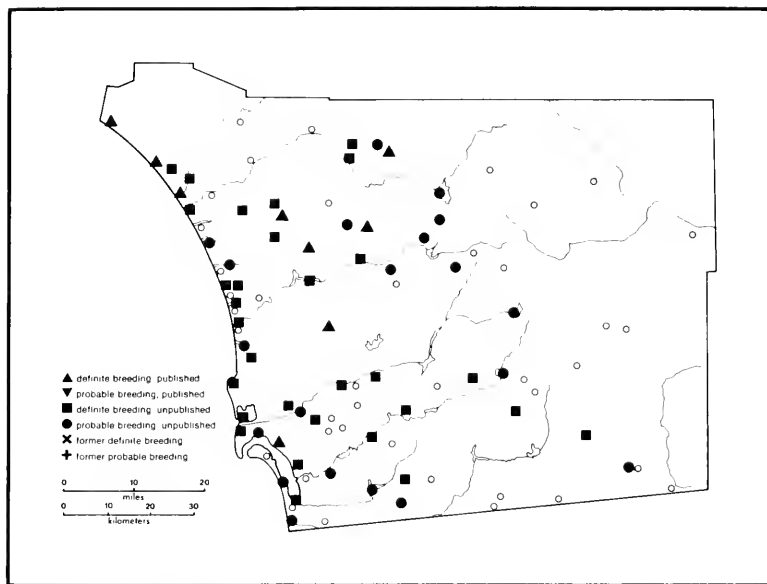 definite breeding, published
probable breeding, published
definite breeding unpublished
probable breeding unpublished
former definite breeding
former probable breeding
0 10 20
miles
0 10 20 30
kilometers